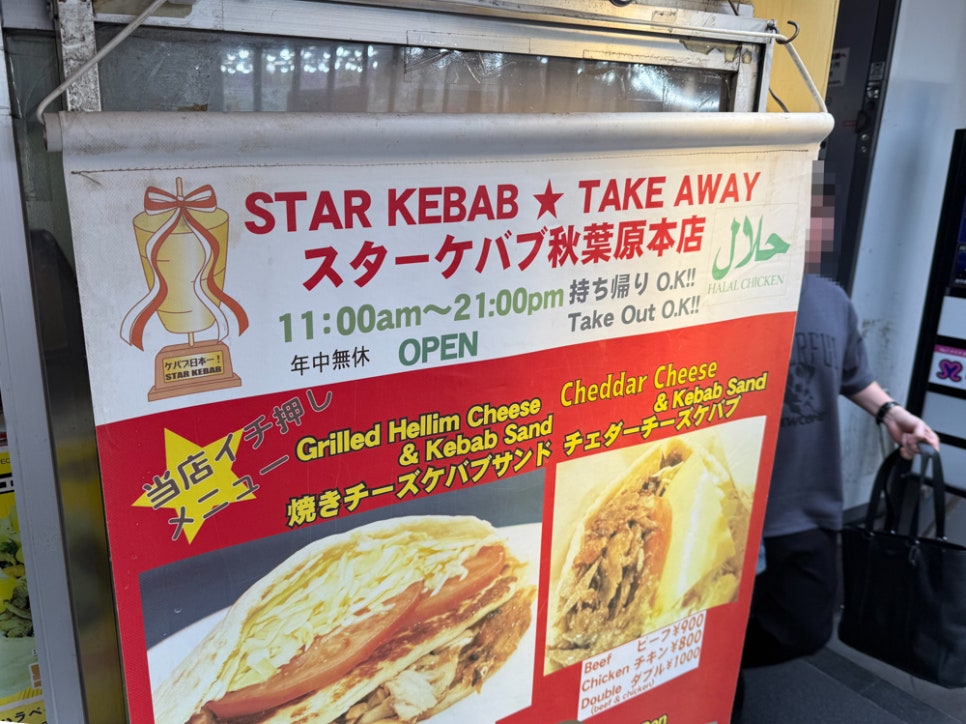 STAR KEBAB ★ TAKE AWAY
スターケバブ秋葉原本店
حلال
HALAL CHICKEN
11:00am～21:00pm
持ち帰り O.K!!
Take Out O.K!!
年中無休 OPEN
ケバブ日本一!
STAR KEBAB
当店イチ押し
メニュー
Grilled Hellim Cheese
& Kebab Sand
焼きチーズケバブサンド
Cheddar Cheese
& Kebab Sand
チェダーチーズケバブ
Beef ビーフ¥900
Chicken チキン¥800
Double ダブル¥1000
(beef & chicken)